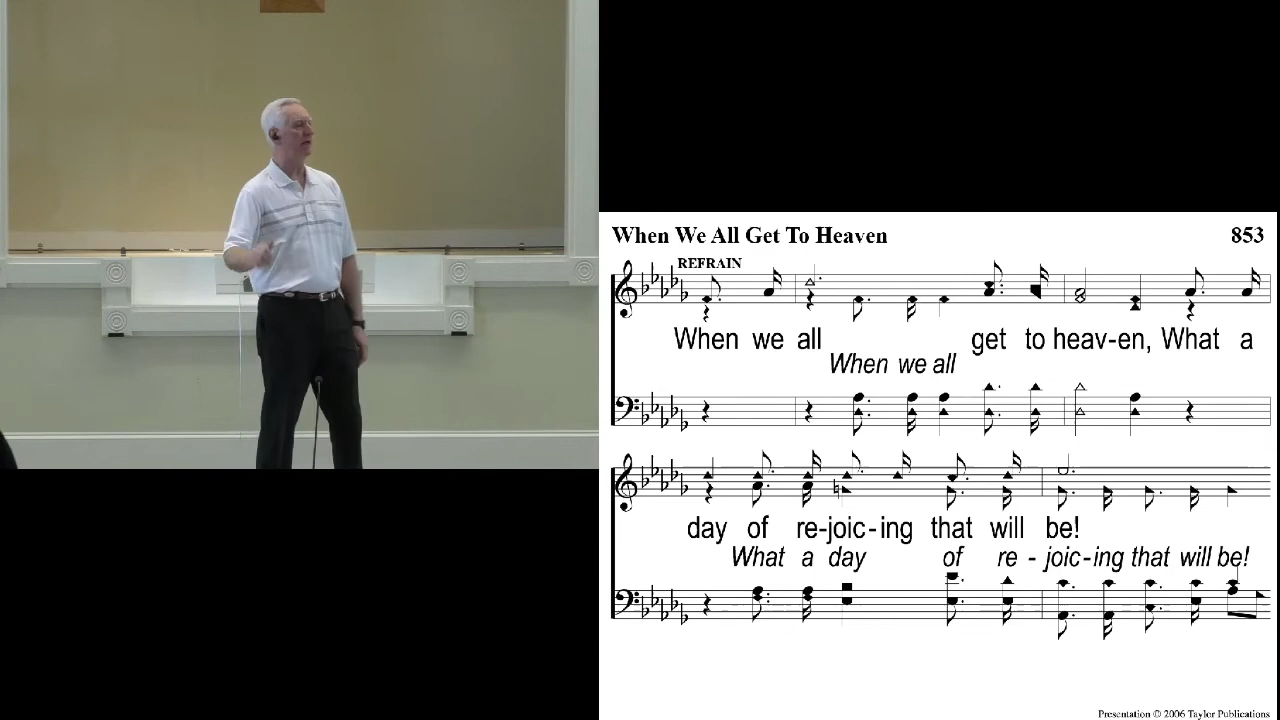 When We All Get To Heaven 853
REFRAIN
When we all get to heav-en, What a
When we all
day of re-joic-ing that will be!
What a day of re - joic-ing that will be!
Presentation © 2006 Taylor Publications